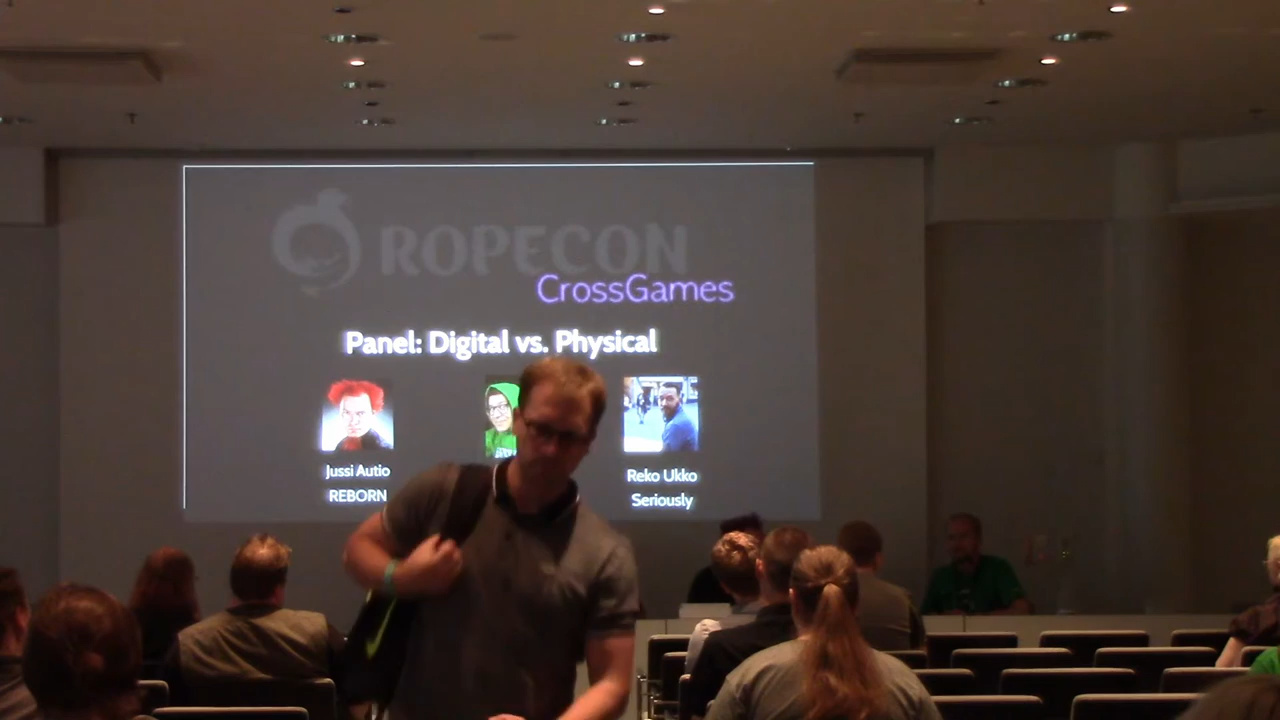 ROPECON
CrossGames
Panel: Digital vs. Physical
Jussi Autio
REBORN
Reko Ukko
Seriously